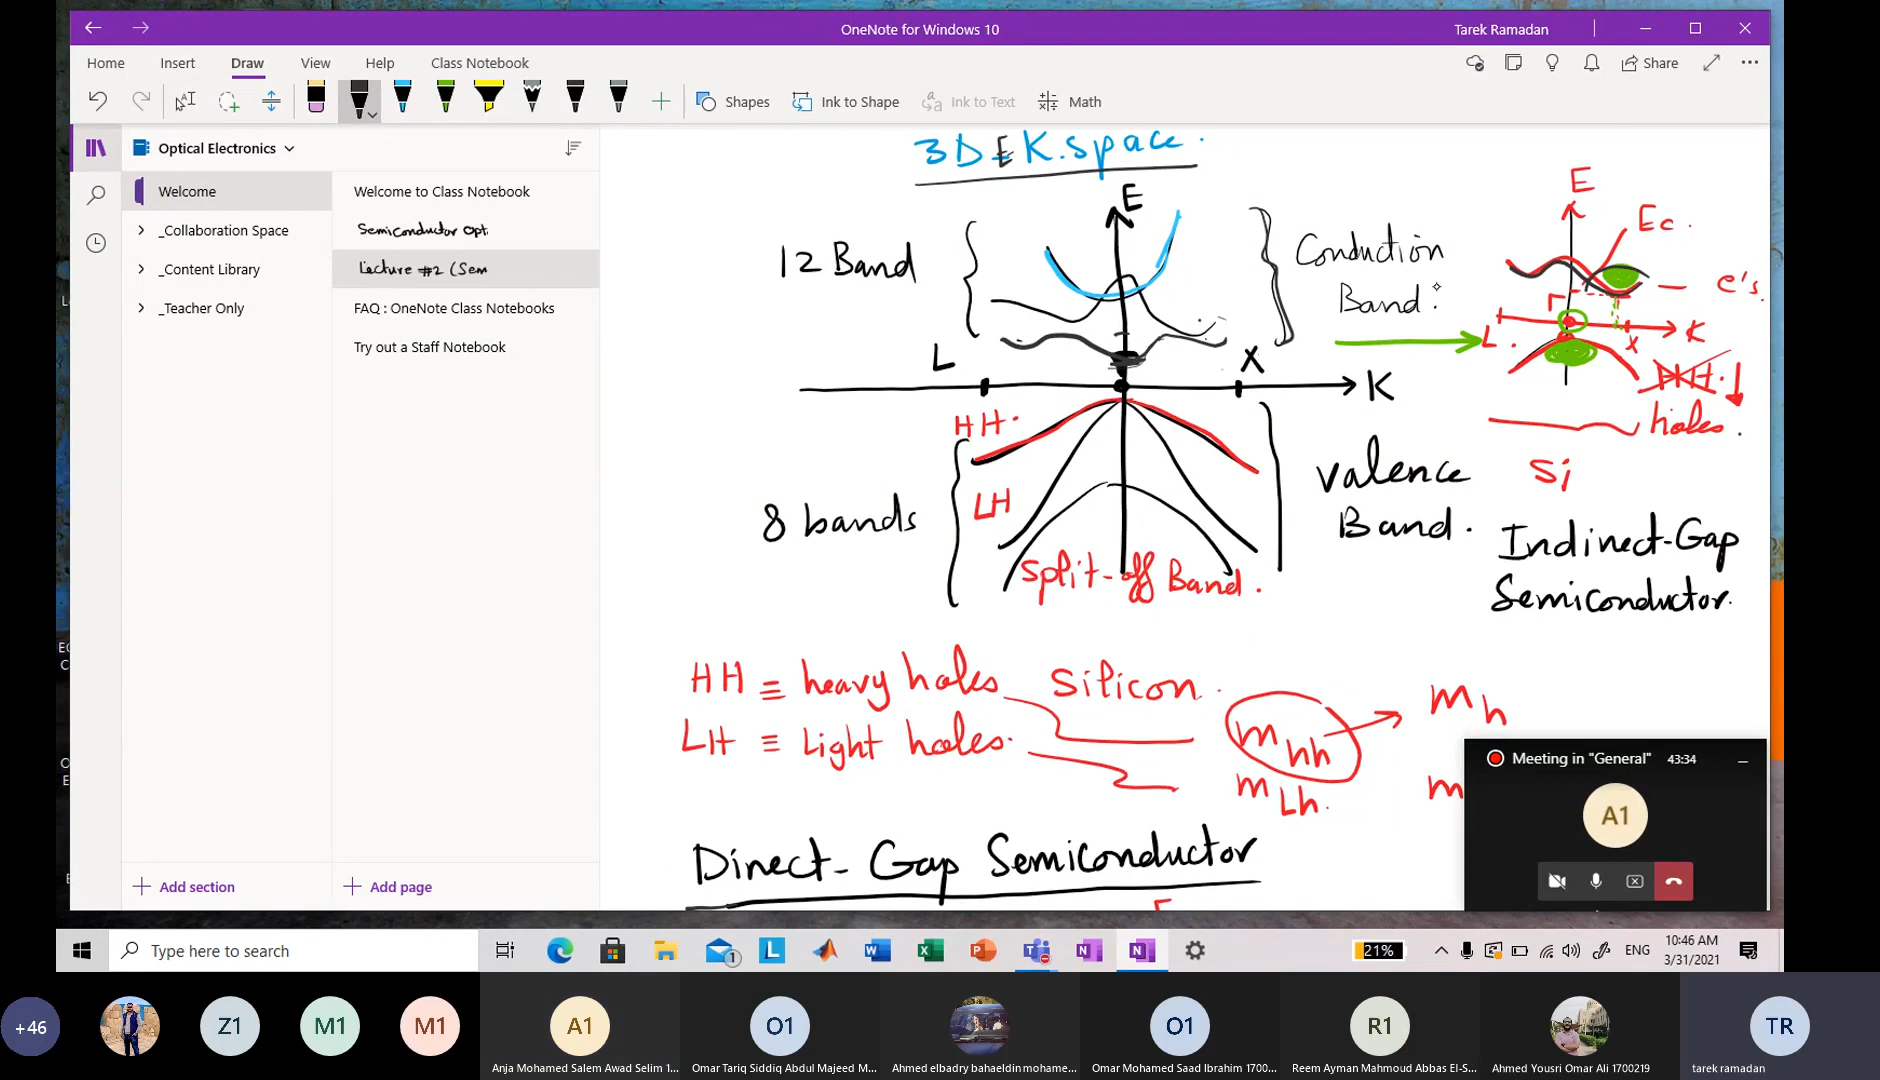 OneNote for Windows 10
Tarek Ramadan
Home Insert Draw View Help Class Notebook
Share
Shapes Ink to Shape Ink to Text Math
Optical Electronics
Welcome
_Collaboration Space
_Content Library
_Teacher Only
Welcome to Class Notebook
Semiconductor Opti
Lecture #2 (Sem
FAQ : OneNote Class Notebooks
Try out a Staff Notebook
Add section
Add page
3D E K.space.
E
12 Band
Conduction
Band.
L
X
K
HH.
LH
8 bands
Valence
Band.
Split-off Band.
E
Ec.
e's.
Γ
L.
X
K
holes.
Si
Indirect-Gap
Semiconductor.
HH ≡ heavy holes Silicon.
LH ≡ Light holes.
m hh
m h
m Lh.
m
Direct-Gap Semiconductor
E
Meeting in "General" 43:34
A1
Type here to search
1
21%
ENG
10:46 AM
3/31/2021
+46
Z1
M1
M1
A1
O1
O1
R1
TR
Anja Mohamed Salem Awad Selim 1...
Omar Tariq Siddiq Abdul Majeed M...
Ahmed elbadry bahaeldin mohame...
Omar Mohamed Saad Ibrahim 1700...
Reem Ayman Mahmoud Abbas El-S...
Ahmed Yousri Omar Ali 1700219
tarek ramadan